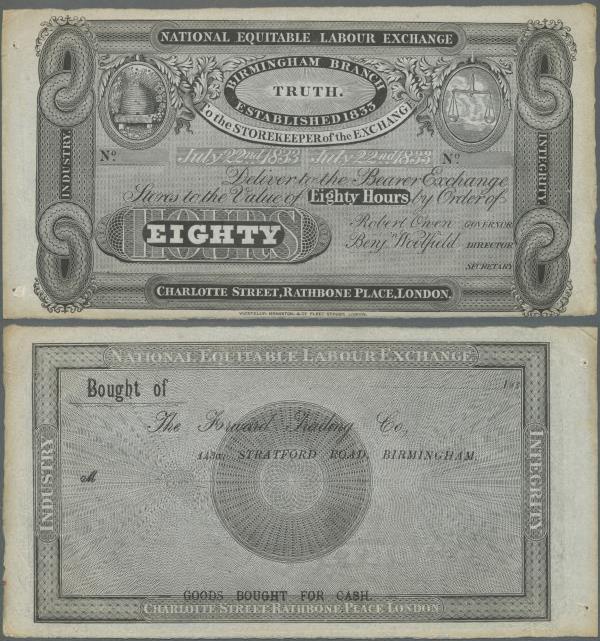 NATIONAL EQUITABLE LABOUR EXCHANGE
BIRMINGHAM BRANCH
TRUTH.
ESTABLISHED 1833
To the STOREKEEPER of the EXCHANGE
INDUSTRY
INTEGRITY
No. July 22nd 1833 July 22nd 1833 No.
Deliver to the Bearer Exchange
Stores to the Value of Eighty Hours by Order of
HOURS
EIGHTY
Robert Owen GOVERNOR
Benjn Woolfield DIRECTOR
SECRETARY
CHARLOTTE STREET, RATHBONE PLACE, LONDON.
NATIONAL EQUITABLE LABOUR EXCHANGE
Bought of
The Forward Trading Co.,
STRATFORD ROAD, BIRMINGHAM.
M
INDUSTRY
INTEGRITY
GOODS BOUGHT FOR CASH.
CHARLOTTE STREET RATHBONE PLACE LONDON